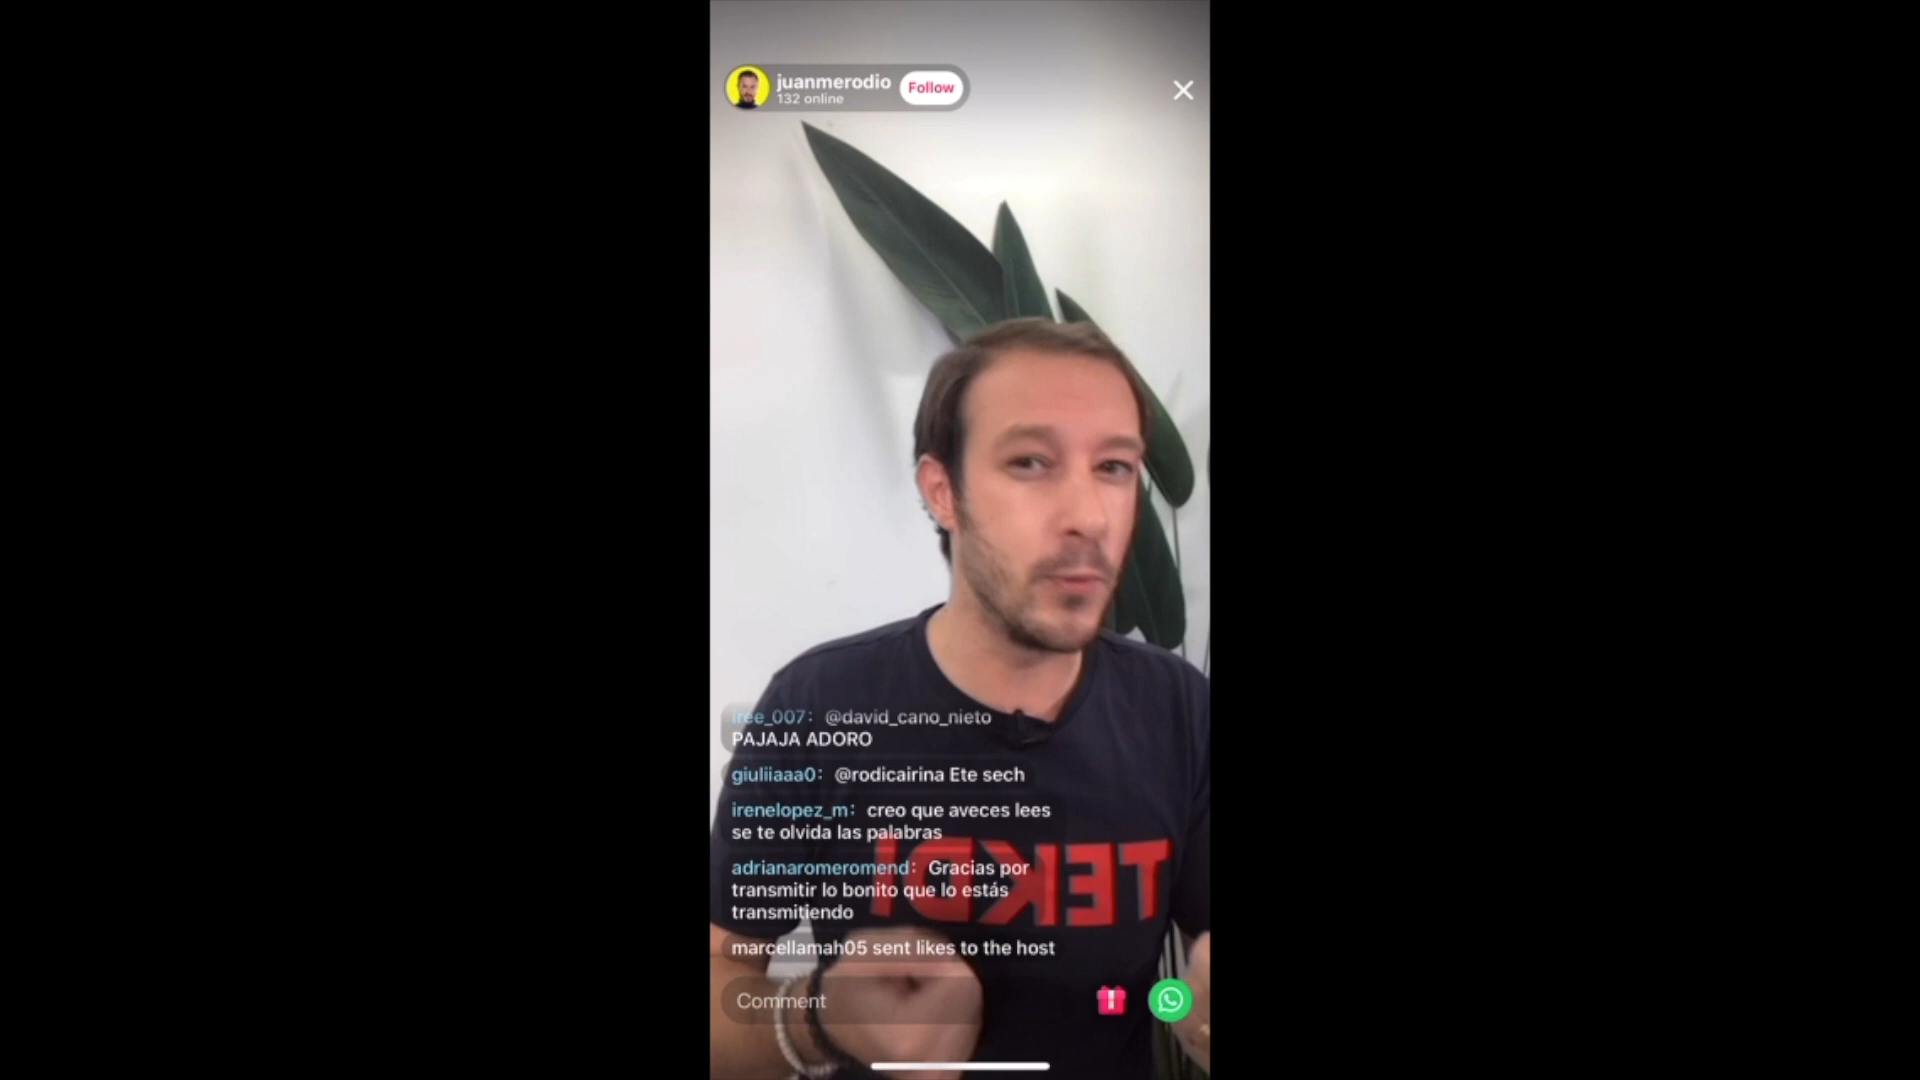 juanmerodio
132 online
Follow
iree_007: @david_cano_nieto
PAJAJA ADORO
giuliiaaa0: @rodicairina Ete sech
irenelopez_m: creo que aveces lees
se te olvida las palabras
adrianaromeromend: Gracias por
transmitir lo bonito que lo estás
transmitiendo
TEKDI
marcellamah05 sent likes to the host
Comment